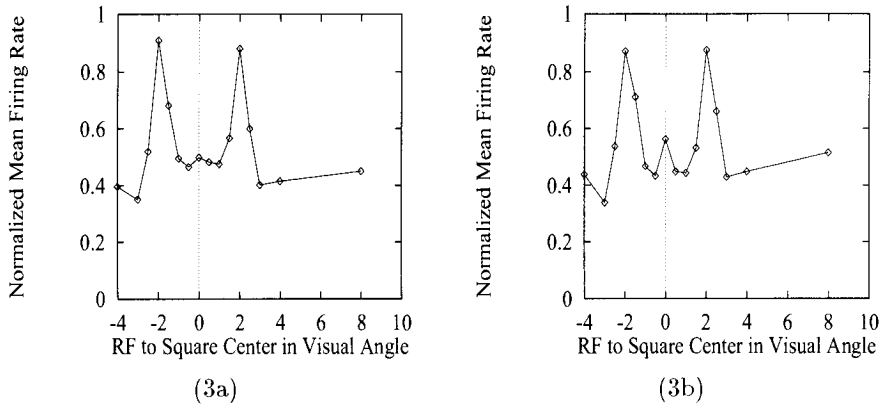 Normalized Mean Firing Rate
1
0.8
0.6
0.4
0.2
0
-4 -2 0 2 4 6 8 10
RF to Square Center in Visual Angle
(3a)
Normalized Mean Firing Rate
1
0.8
0.6
0.4
0.2
0
-4 -2 0 2 4 6 8 10
RF to Square Center in Visual Angle
(3b)